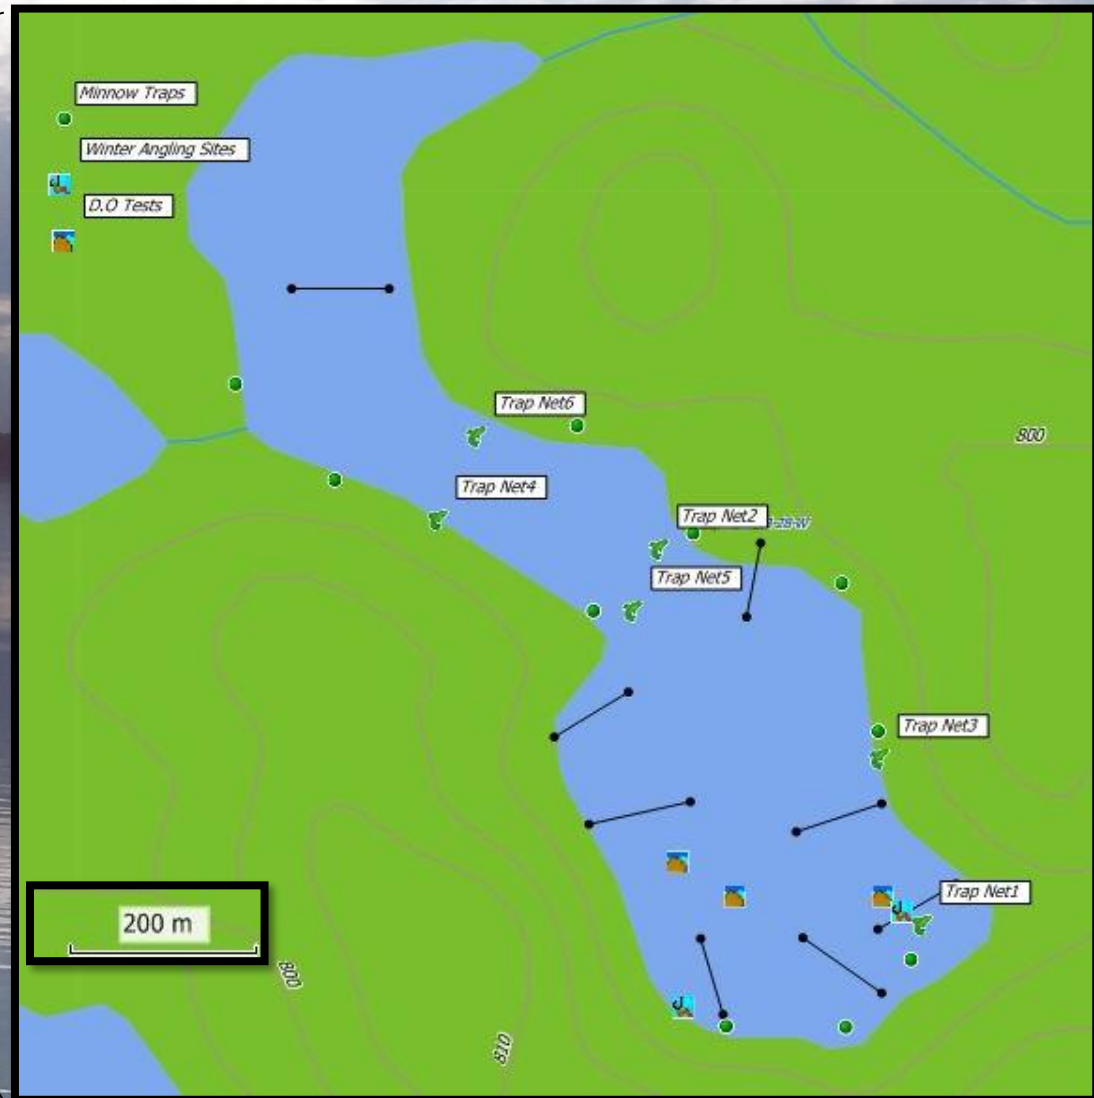 Minnow Traps
Winter Angling Sites
D.O Tests
Trap Net6
800
Trap Net4
Trap Net2
-28-W
Trap Net5
Trap Net3
Trap Net1
200 m
800
810